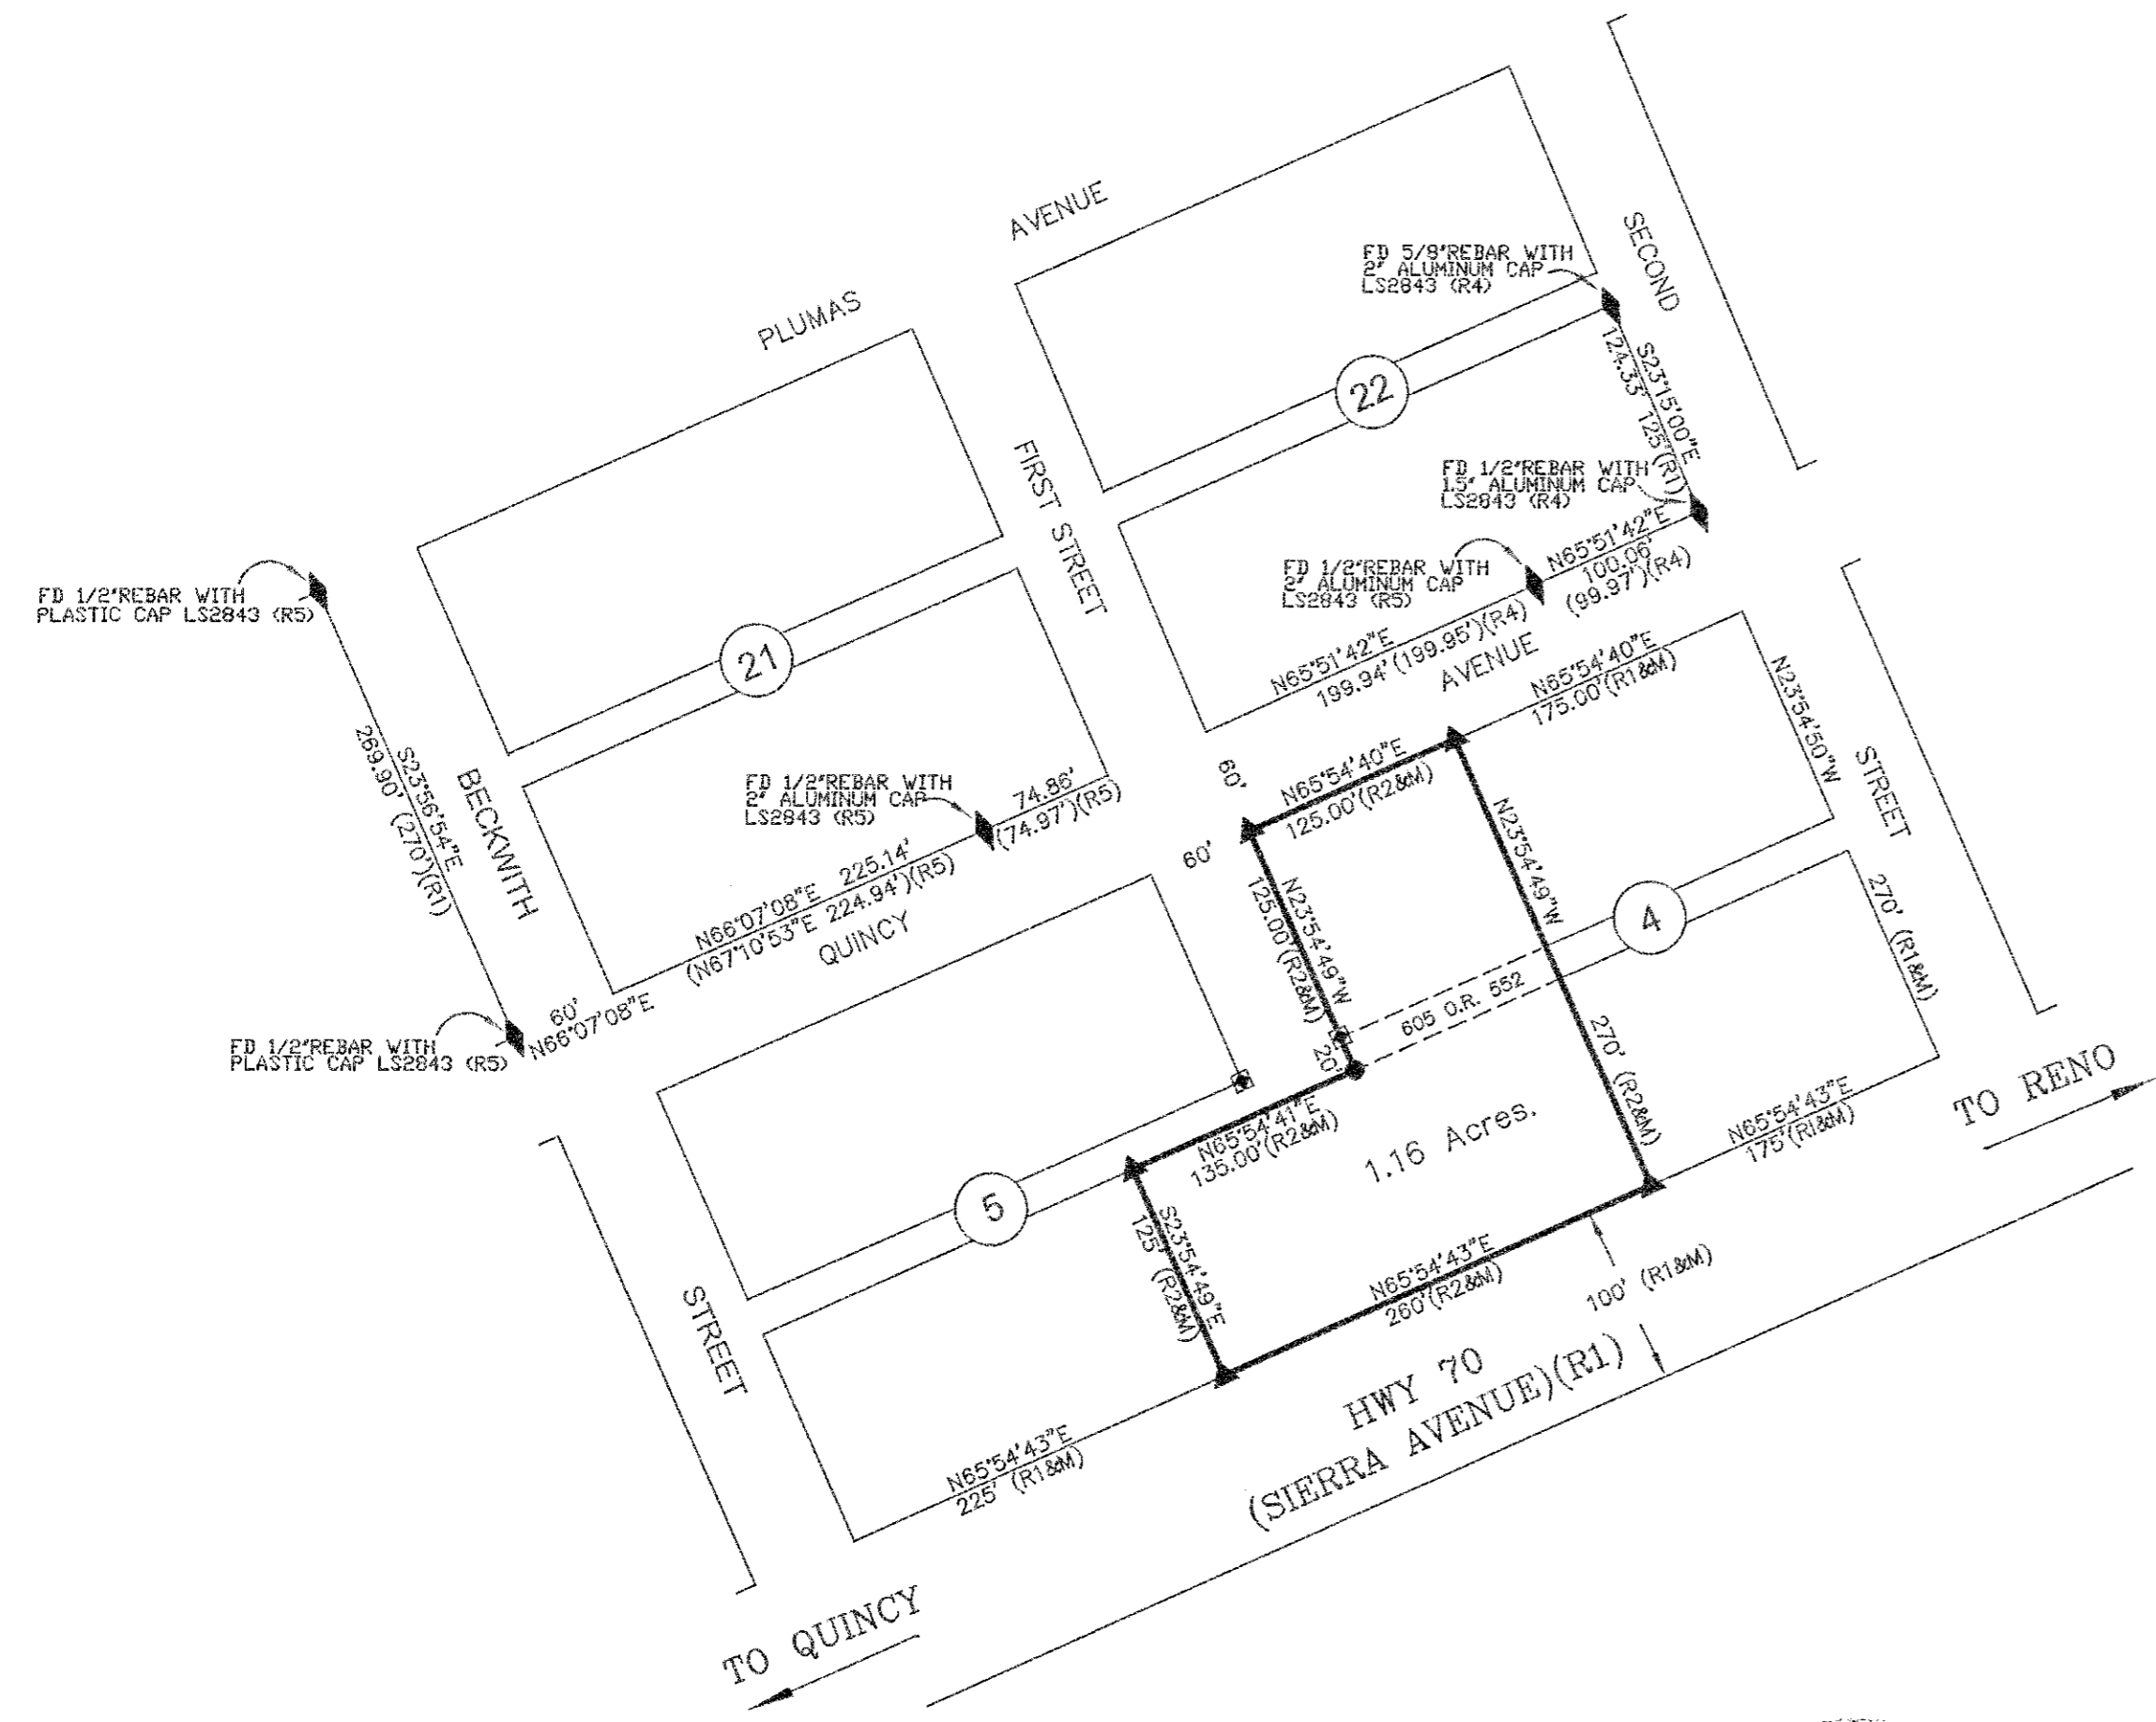 AVENUE
PLUMAS
SECOND
FD 5/8"REBAR WITH
2" ALUMINUM CAP
LS2843 (R4)
22
S23°15'00"E
124.33' 125'(R1)
FIRST STREET
FD 1/2"REBAR WITH
1.5" ALUMINUM CAP
LS2843 (R4)
N65°51'42"E
100.06'
(99.97')(R4)
FD 1/2"REBAR WITH
2" ALUMINUM CAP
LS2843 (R5)
FD 1/2"REBAR WITH
PLASTIC CAP LS2843 (R5)
21
N65°51'42"E
199.94' (199.95')(R4)
AVENUE
N65°54'40"E
175.00'(R1&M)
N23°54'50"W
STREET
S23°56'54"E
269.90' (270')(R1)
BECKWITH
FD 1/2"REBAR WITH
2" ALUMINUM CAP
LS2843 (R5)
74.86'
(74.97')(R5)
60'
60'
N65°54'40"E
125.00'(R2&M)
N23°54'49"W
270' (R2&M)
N66°07'08"E 225.14'
(N67°10'53"E 224.94')(R5)
QUINCY
N23°54'49"W
125.00'(R2&M)
4
270' (R1&M)
605 O.R. 552
20'
60'
N66°07'08"E
FD 1/2"REBAR WITH
PLASTIC CAP LS2843 (R5)
N65°54'41"E
135.00'(R2&M)
1.16 Acres.
N65°54'43"E
175'(R1&M)
TO RENO
5
S23°54'49"E
125' (R2&M)
N65°54'43"E
260'(R2&M)
100' (R1&M)
STREET
HWY 70
(SIERRA AVENUE)(R1)
N65°54'43"E
225' (R1&M)
TO QUINCY